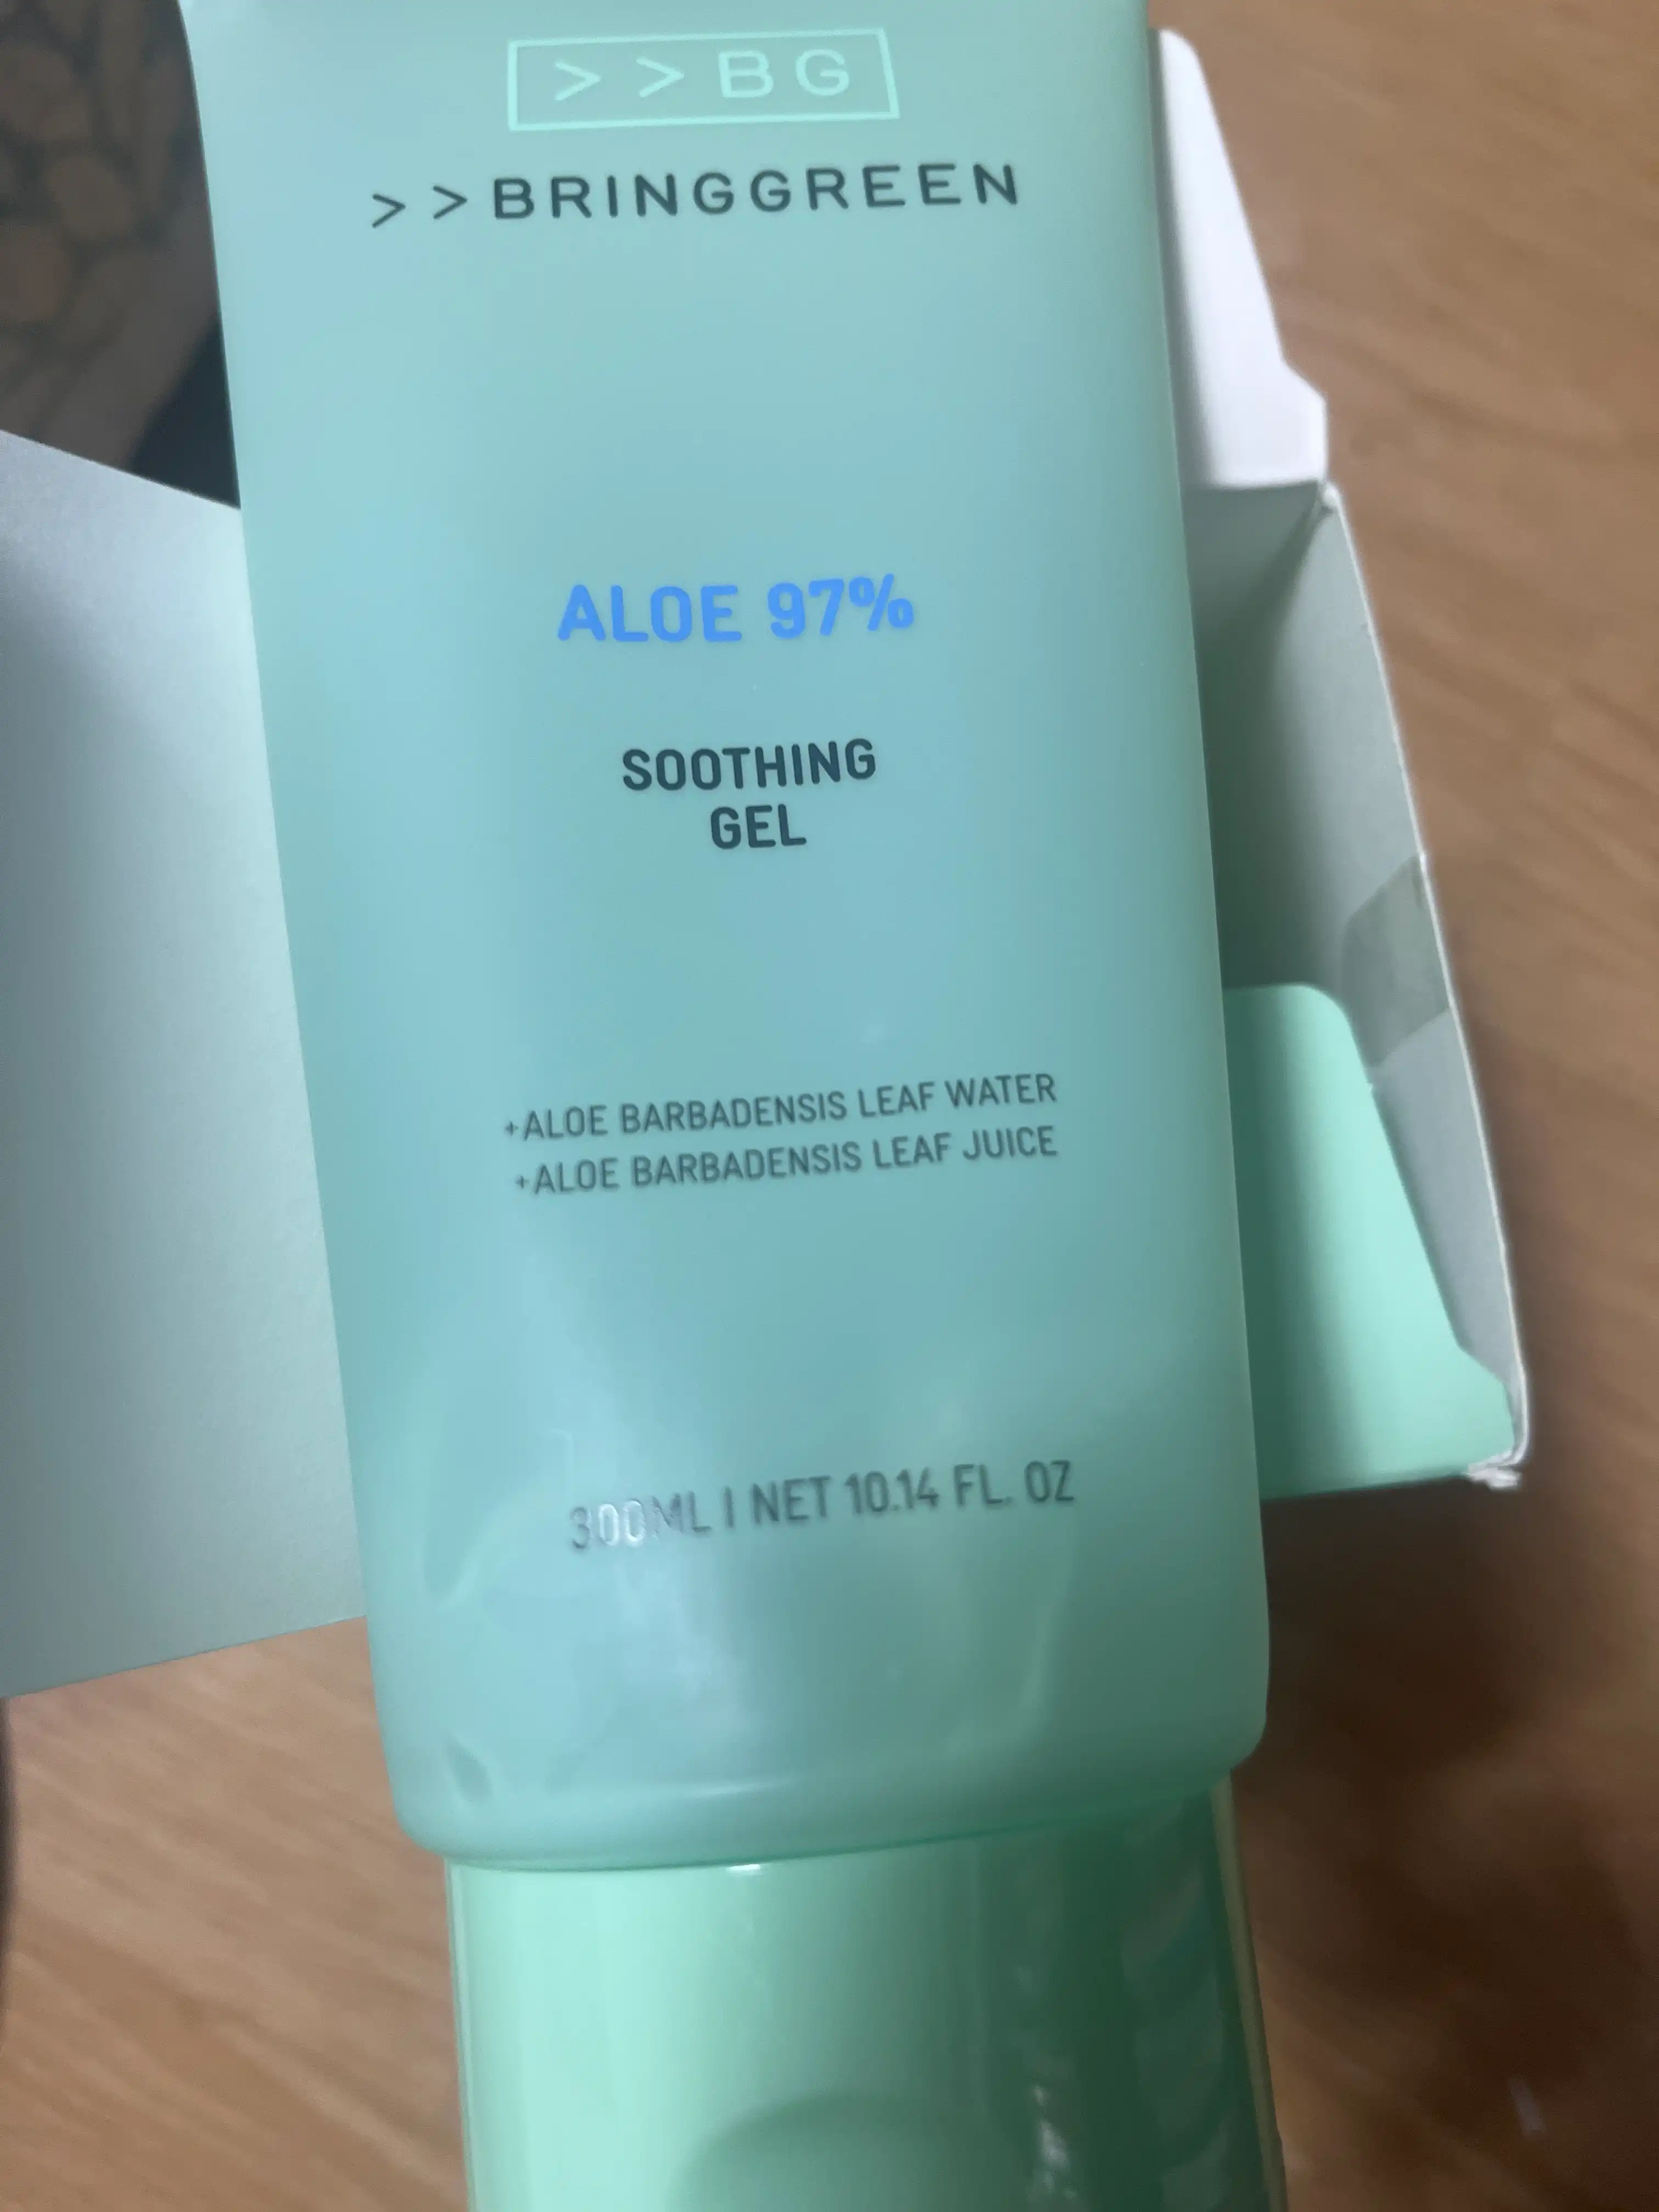 >>BG
>>BRINGGREEN
ALOE 97%
SOOTHING
GEL
+ALOE BARBADENSIS LEAF WATER
+ALOE BARBADENSIS LEAF JUICE
300ML I NET 10.14 FL. OZ